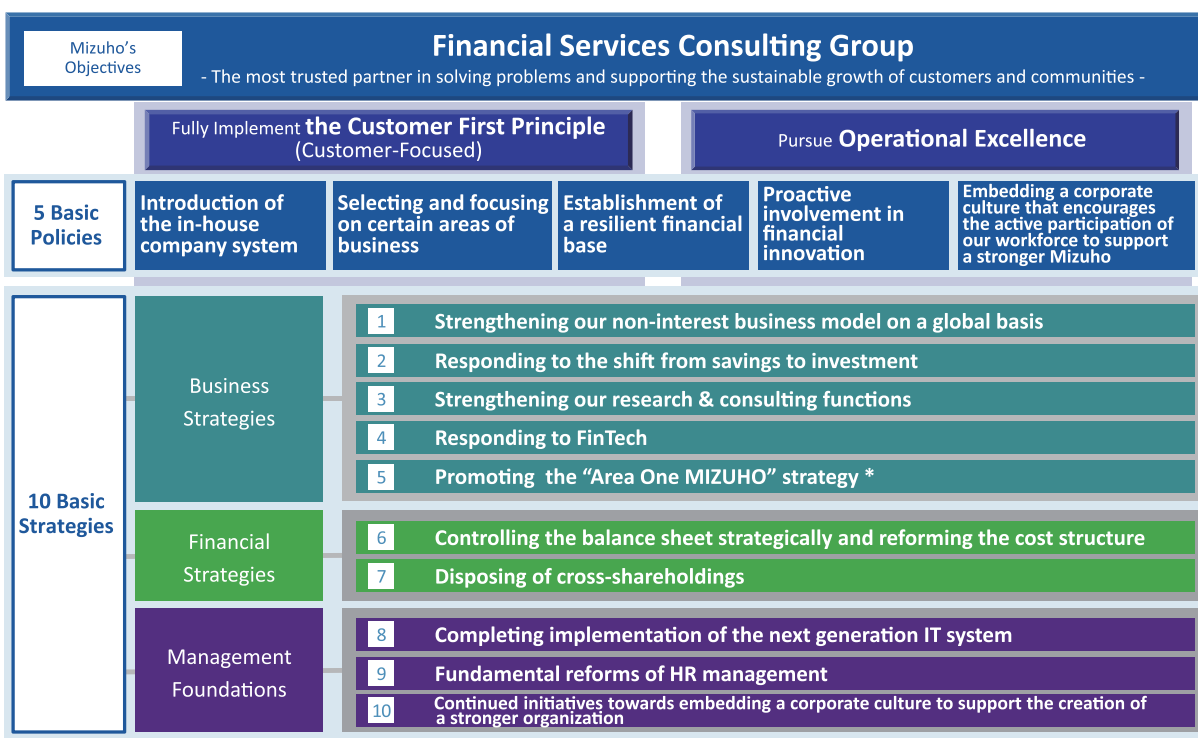 Mizuho's
Objectives
Financial Services Consulting Group
- The most trusted partner in solving problems and supporting the sustainable growth of customers and communities -
Fully Implement the Customer First Principle
(Customer-Focused)
Pursue Operational Excellence
5 Basic
Policies
Introduction of
the in-house
company system
Selecting and focusing
on certain areas of
business
Establishment of
a resilient financial
base
Proactive
involvement in
financial
innovation
Embedding a corporate
culture that encourages
the active participation of
our workforce to support
a stronger Mizuho
10 Basic
Strategies
Business
Strategies
1 Strengthening our non-interest business model on a global basis
2 Responding to the shift from savings to investment
3 Strengthening our research & consulting functions
4 Responding to FinTech
5 Promoting the “Area One MIZUHO” strategy *
Financial
Strategies
6 Controlling the balance sheet strategically and reforming the cost structure
7 Disposing of cross-shareholdings
Management
Foundations
8 Completing implementation of the next generation IT system
9 Fundamental reforms of HR management
10 Continued initiatives towards embedding a corporate culture to support the creation of
a stronger organization